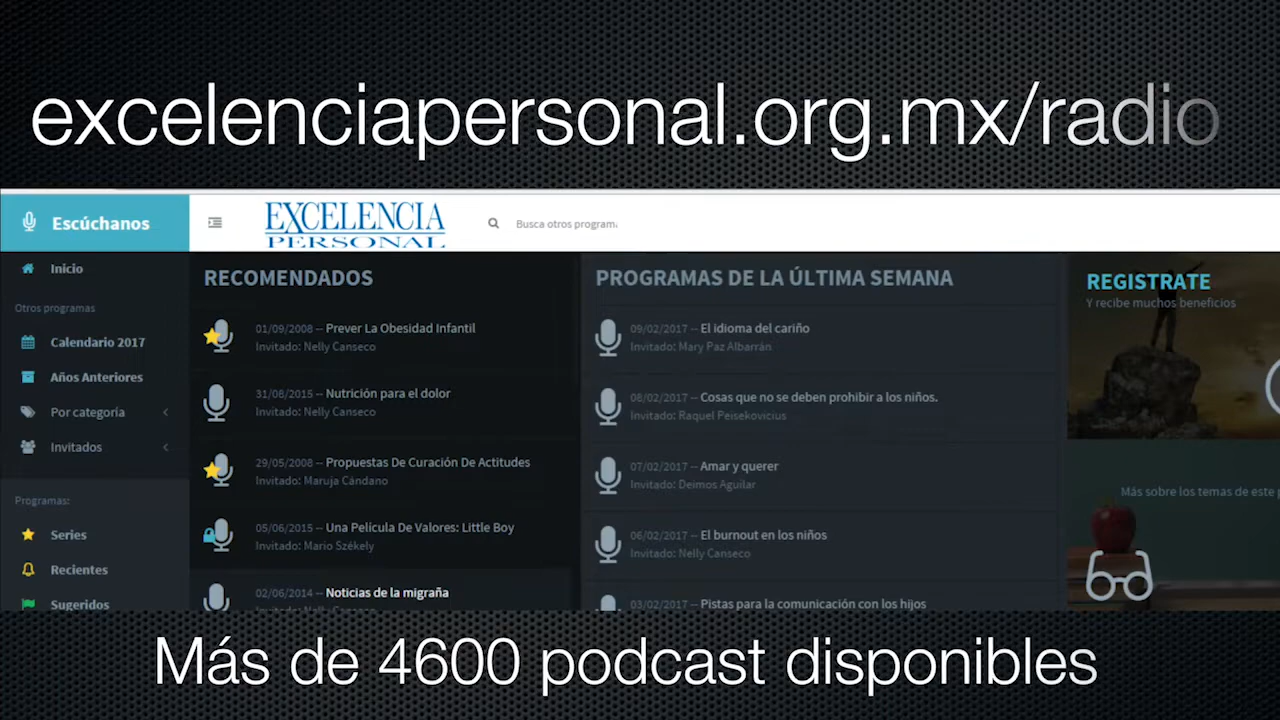 excelenciapersonal.org.mx/radio
Escúchanos
EXCELENCIA
PERSONAL
Busca otros programa
Inicio
Otros programas
Calendario 2017
Años Anteriores
Por categoría
Invitados
Programas:
Series
Recientes
Sugeridos
RECOMENDADOS
01/09/2008 -- Prever La Obesidad Infantil
Invitado: Nelly Canseco
31/08/2015 -- Nutrición para el dolor
Invitado: Nelly Canseco
29/05/2008 -- Propuestas De Curación De Actitudes
Invitado: Maruja Cándano
05/06/2015 -- Una Película De Valores: Little Boy
Invitado: Mario Székely
02/06/2014 -- Noticias de la migraña
Invitado: Nelly Canseco
PROGRAMAS DE LA ÚLTIMA SEMANA
09/02/2017 -- El idioma del cariño
Invitado: Mary Paz Albarrán
08/02/2017 -- Cosas que no se deben prohibir a los niños.
Invitado: Raquel Peisekovicius
07/02/2017 -- Amar y querer
Invitado: Deimos Aguilar
06/02/2017 -- El burnout en los niños
Invitado: Nelly Canseco
03/02/2017 -- Pistas para la comunicación con los hijos
REGISTRATE
Y recibe muchos beneficios
Más sobre los temas de este
Más de 4600 podcast disponibles